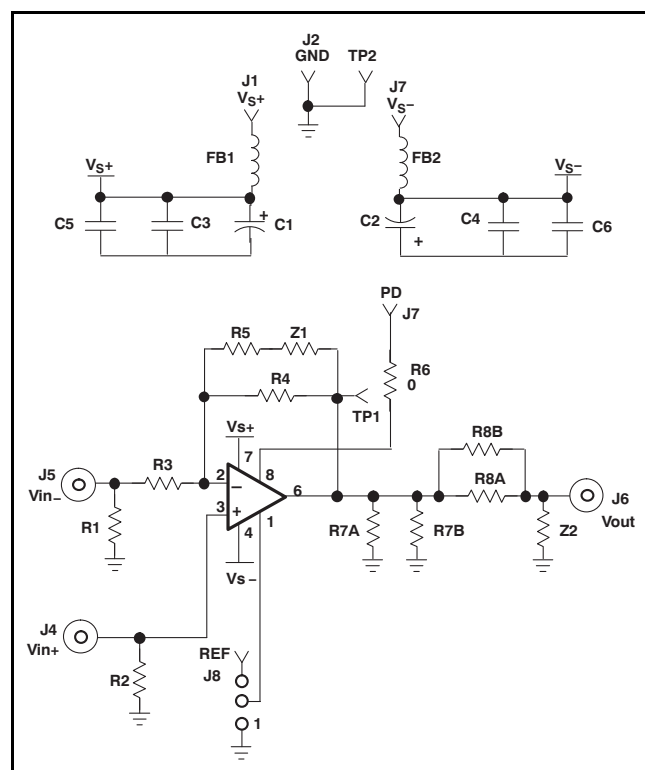 J2
GND
TP2
J1
VS+
J7
VS−
FB1
FB2
VS+
VS−
C5
C3
C1
+
C2
+
C4
C6
PD
J7
R5
Z1
R6
0
R4
TP1
Vs+
7
8
R8B
J5
Vin−
R3
2
−
6
R8A
J6
Vout
R1
3
+
1
4
R7A
R7B
Z2
Vs−
J4
Vin+
R2
REF
J8
1